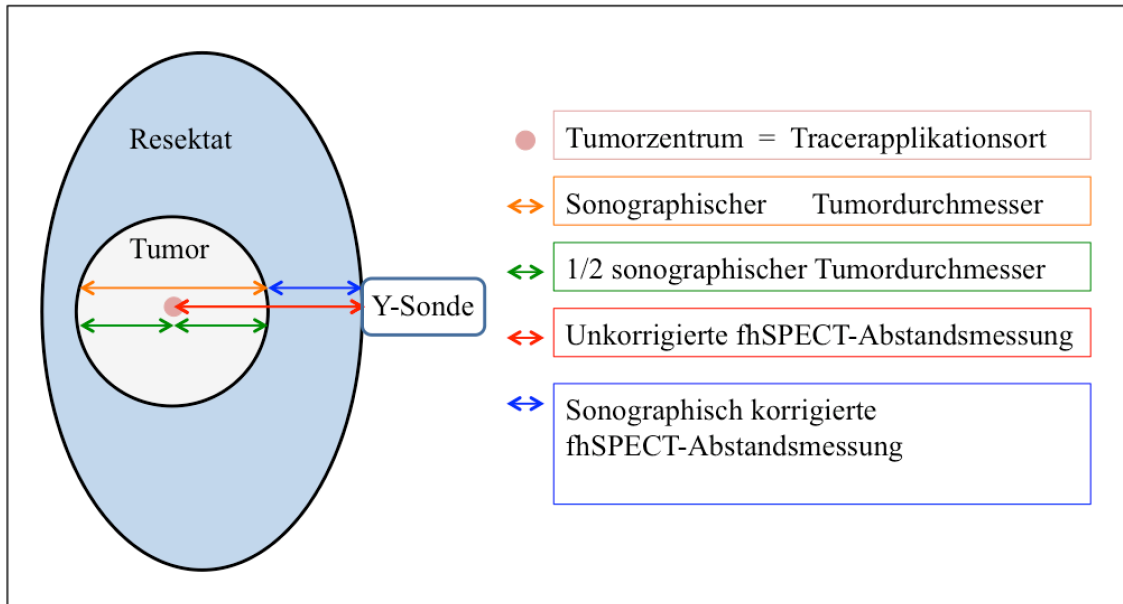 Resektat
Tumor
Y-Sonde
Tumorzentrum = Tracerapplikationsort
Sonographischer Tumordurchmesser
1/2 sonographischer Tumordurchmesser
Unkorrigierte fhSPECT-Abstandsmessung
Sonographisch korrigierte
fhSPECT-Abstandsmessung